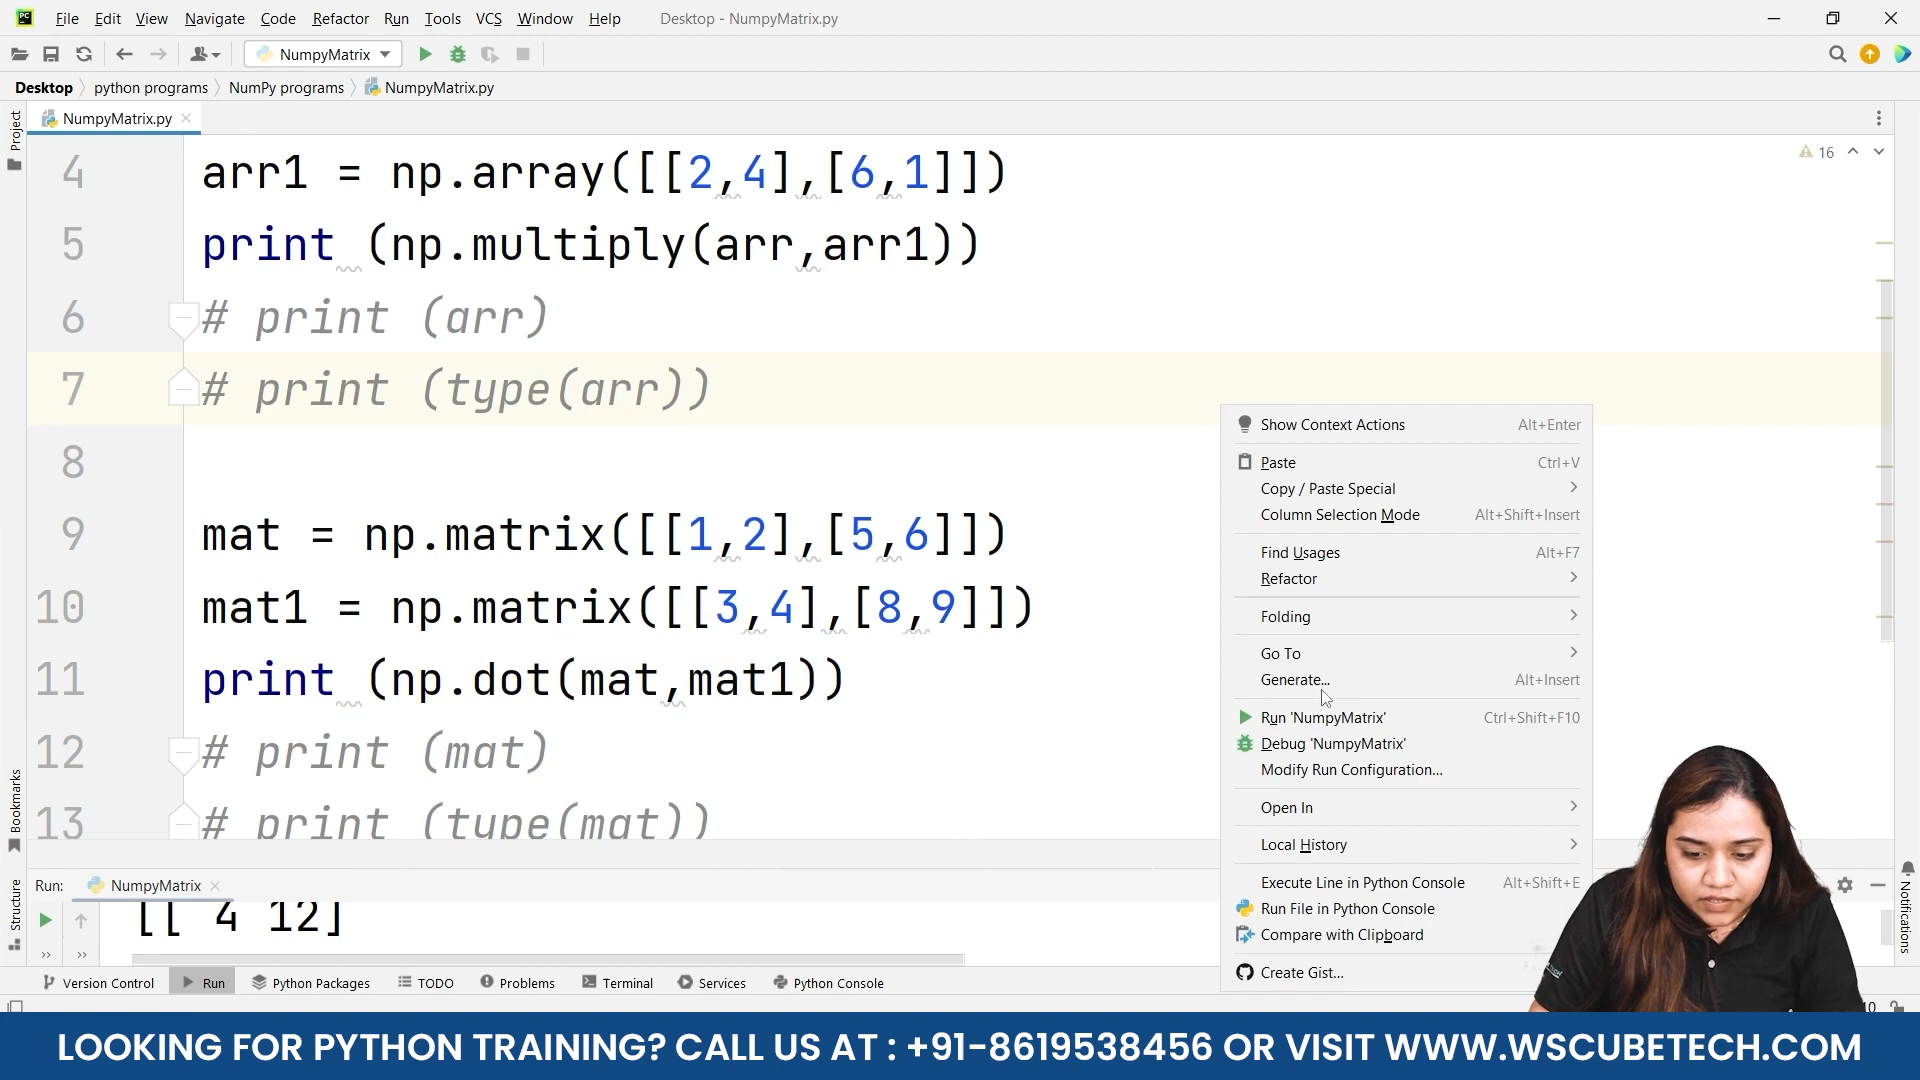 PC File Edit View Navigate Code Refactor Run Tools VCS Window Help Desktop - NumpyMatrix.py
NumpyMatrix
Desktop python programs NumPy programs NumpyMatrix.py
Project
NumpyMatrix.py
16
4 arr1 = np.array([[2,4],[6,1]])
5 print (np.multiply(arr,arr1))
6 # print (arr)
7 # print (type(arr))
8
9 mat = np.matrix([[1,2],[5,6]])
10 mat1 = np.matrix([[3,4],[8,9]])
11 print (np.dot(mat,mat1))
12 # print (mat)
13 # print (type(mat))
Show Context Actions Alt+Enter
Paste Ctrl+V
Copy / Paste Special
Column Selection Mode Alt+Shift+Insert
Find Usages Alt+F7
Refactor
Folding
Go To
Generate... Alt+Insert
Run 'NumpyMatrix' Ctrl+Shift+F10
Debug 'NumpyMatrix'
Modify Run Configuration...
Open In
Local History
Execute Line in Python Console Alt+Shift+E
Run File in Python Console
Compare with Clipboard
Create Gist...
Bookmarks
Structure
Notifications
Run: NumpyMatrix
[[ 4 12]
Version Control Run Python Packages TODO Problems Terminal Services Python Console
LOOKING FOR PYTHON TRAINING? CALL US AT : +91-8619538456 OR VISIT WWW.WSCUBETECH.COM